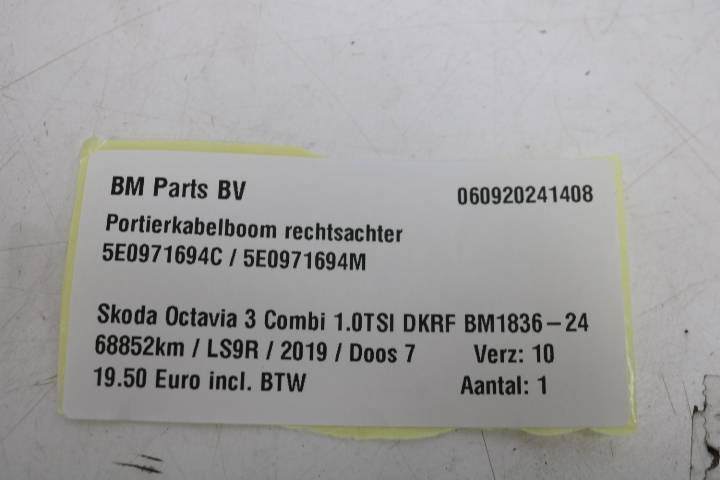 BM Parts BV 060920241408
Portierkabelboom rechtsachter
5E0971694C / 5E0971694M
Skoda Octavia 3 Combi 1.0TSI DKRF BM1836-24
68852km / LS9R / 2019 / Doos 7 Verz: 10
19.50 Euro incl. BTW Aantal: 1